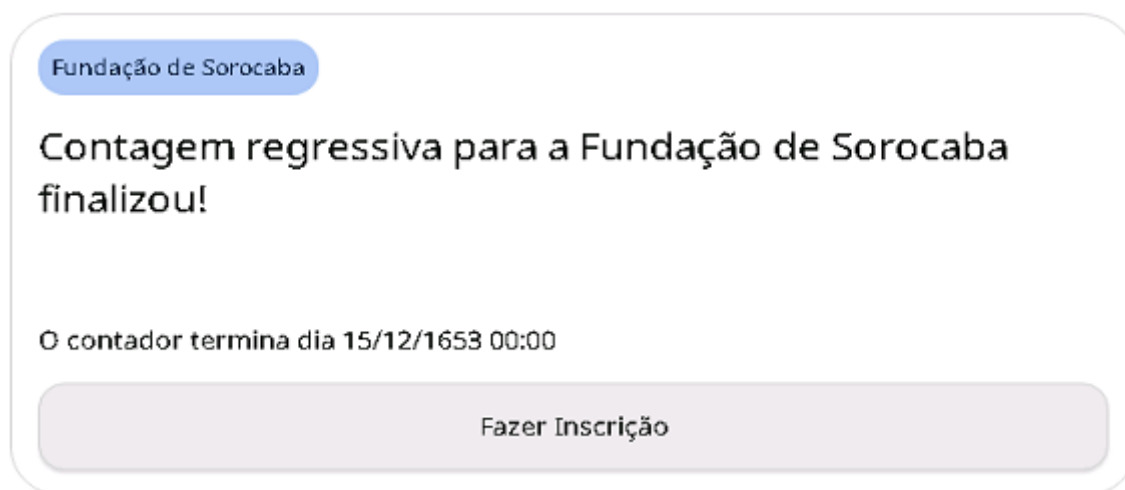 Fundação de Sorocaba
Contagem regressiva para a Fundação de Sorocaba
finalizou!
O contador termina dia 15/12/1653 00:00
Fazer Inscrição